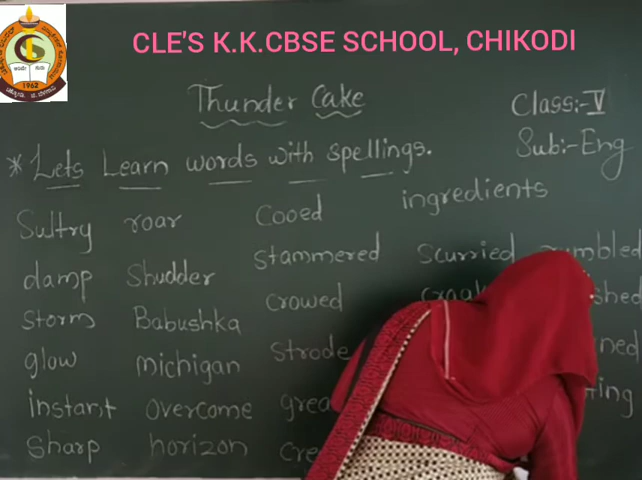 CLE'S K.K.CBSE SCHOOL, CHIKODI
1962
Thunder Cake
Class:- V
Sub:- Eng
* Lets Learn words with spellings.
Sultry roar Cooed ingredients
damp Shudder stammered Scurried
storm Babushka crowed
glow michigan Strode
instant overcome
sharp horizon